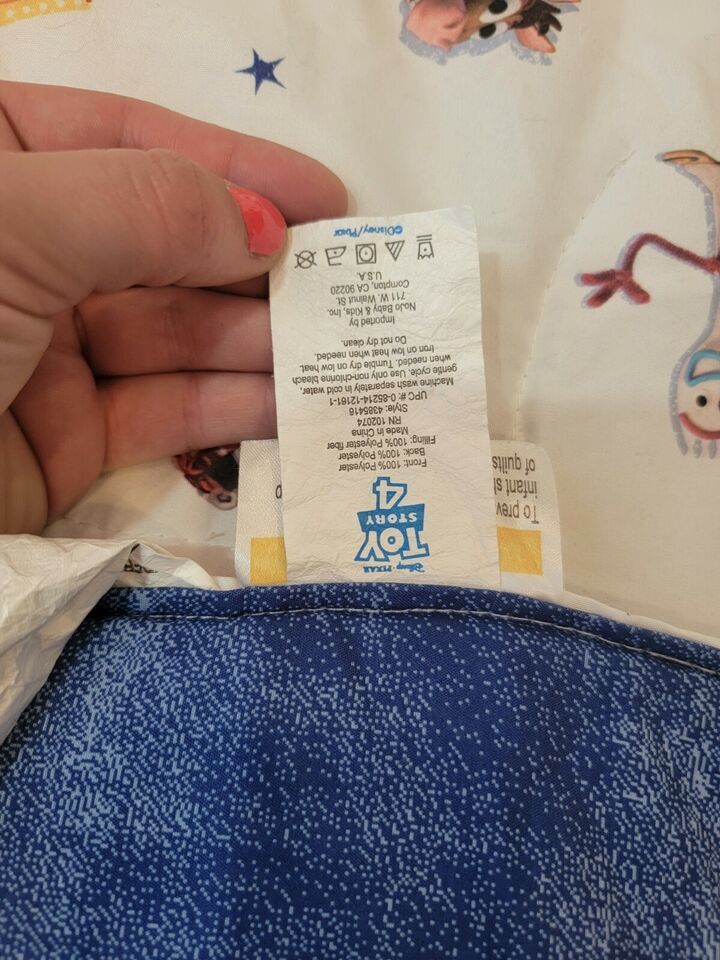 Disney · PIXAR
TOY
STORY
4
Front: 100% Polyester
Back: 100% Polyester
Filling: 100% Polyester fiber
Made in China
RN 102074
Style: 4385416
UPC #: 0-85214-12161-1
Machine wash separately in cold water,
gentle cycle. Use only non-chlorine bleach
when needed. Tumble dry on low heat.
Iron on low heat when needed.
Do not dry clean.
Imported by
NoJo Baby & Kids, Inc.
711 W. Walnut St.
Compton, CA 90220
U.S.A.
©Disney/Pixar
To prev
infant s
of quilts